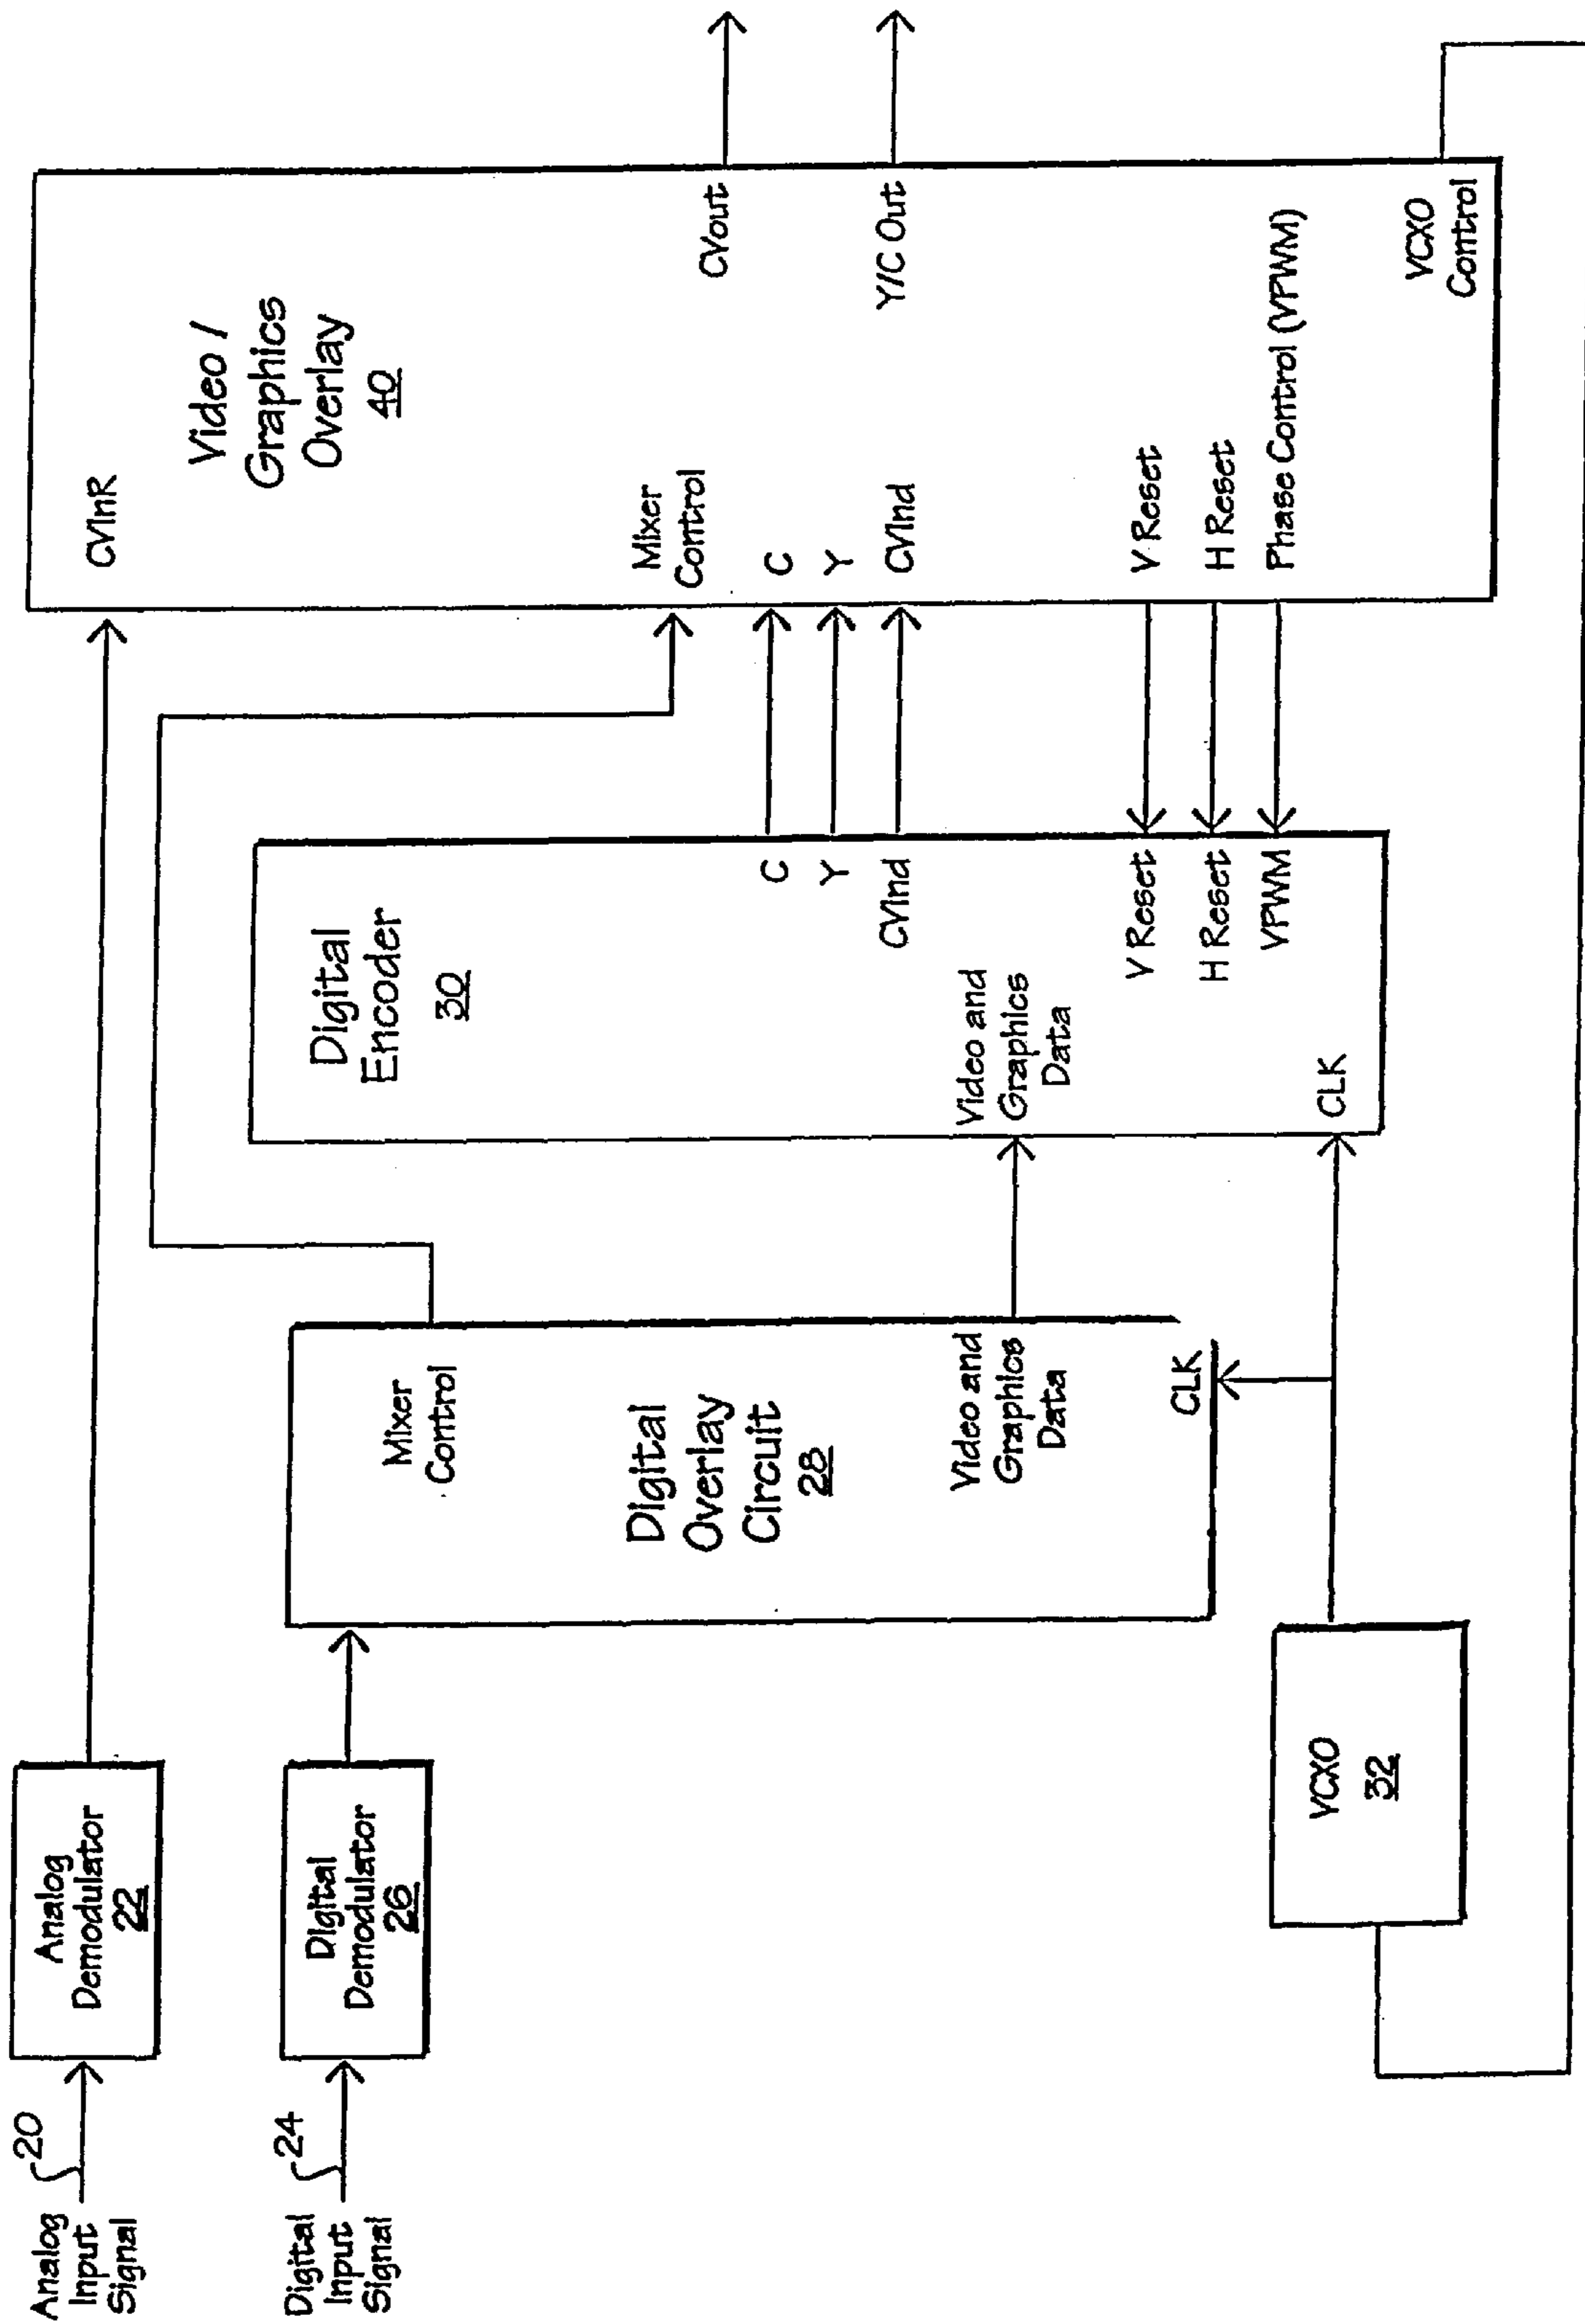 Analog
Input
Signal
20
Analog
Demodulator
22
Digital
Input
Signal
24
Digital
Demodulator
26
Mixer
Control
Digital
Overlay
Circuit
28
Video and
Graphics
Data
CLK
VCXO
32
Digital
Encoder
30
C
Y
CVInd
Video and
Graphics
Data
V Reset
H Reset
VPWM
CLK
CVInR
Video /
Graphics
Overlay
40
Mixer
Control
C
Y
CVInd
CVout
Y/C Out
V Reset
H Reset
Phase Control (VPWM)
VCXO
Control